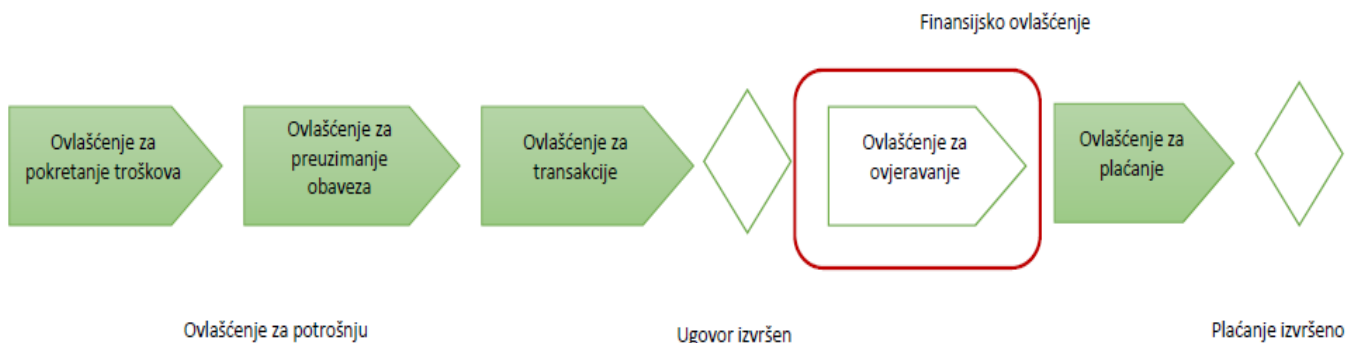 Finansijsko ovlašćenje
Ovlašćenje za
pokretanje troškova
Ovlašćenje za
preuzimanje
obaveza
Ovlašćenje za
transakcije
Ovlašćenje za
ovjeravanje
Ovlašćenje za
plaćanje
Ovlašćenje za potrošnju
Ugovor izvršen
Plaćanje izvršeno